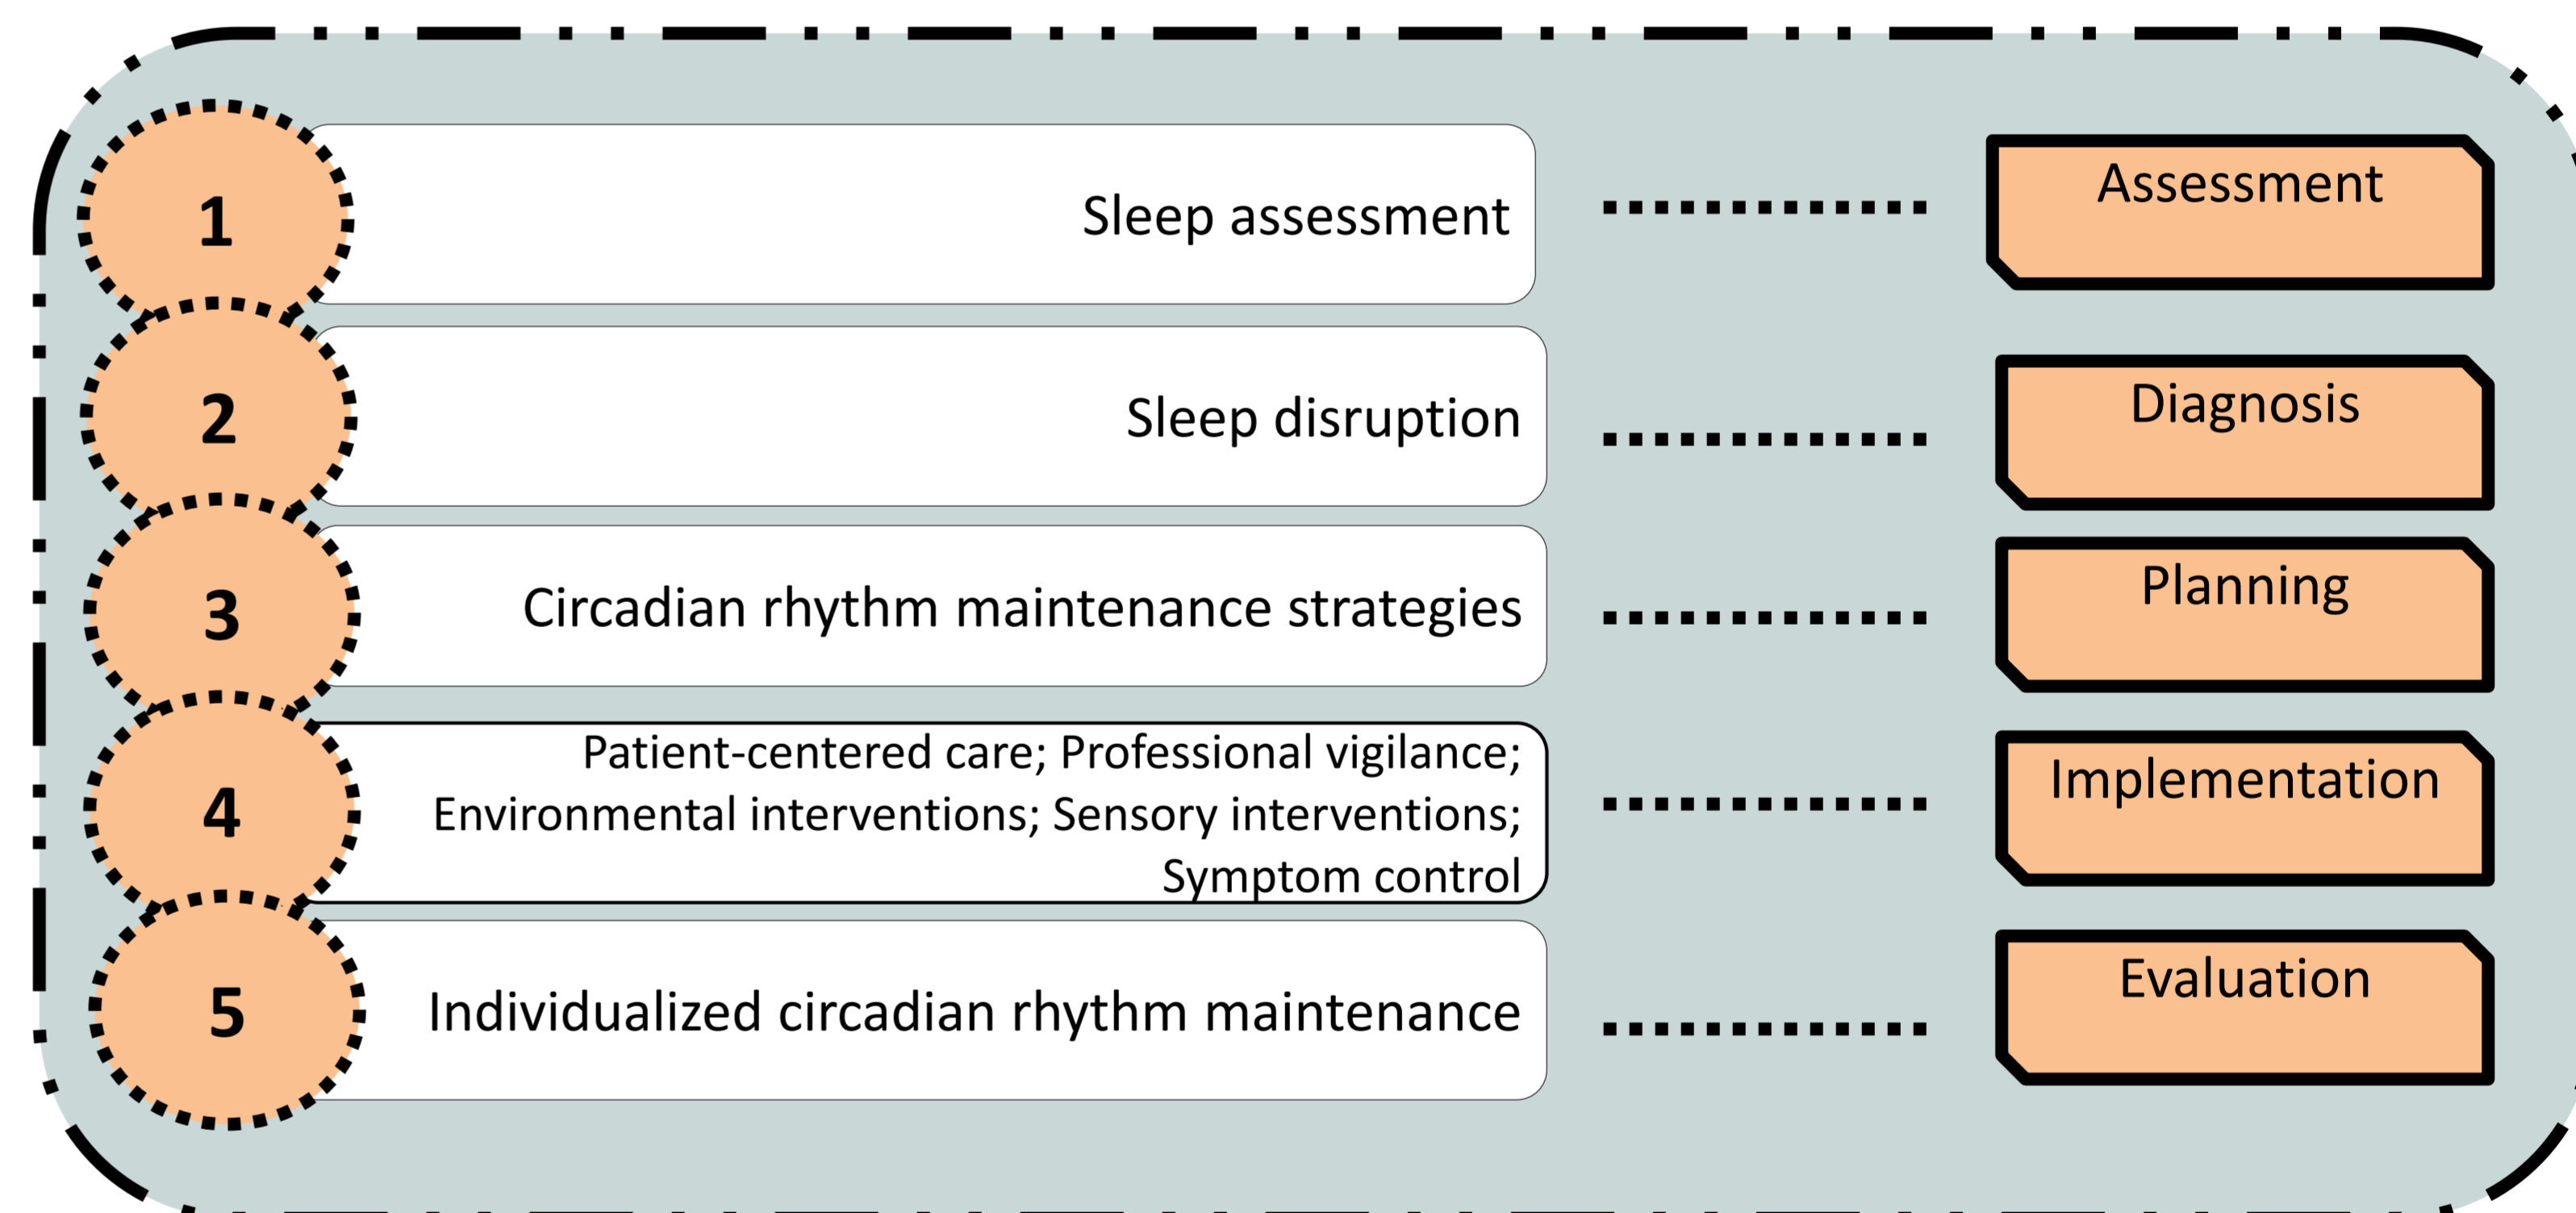 1
Sleep assessment
Assessment
2
Sleep disruption
Diagnosis
3
Circadian rhythm maintenance strategies
Planning
4
Patient-centered care; Professional vigilance;
Environmental interventions; Sensory interventions;
Symptom control
Implementation
5
Individualized circadian rhythm maintenance
Evaluation